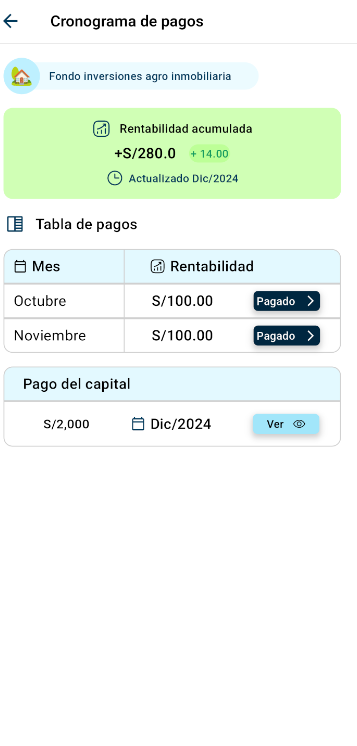 Cronograma de pagos
Fondo inversiones agro inmobiliaria
Rentabilidad acumulada
+S/280.0 + 14.00
Actualizado Dic/2024
Tabla de pagos
Mes Rentabilidad
Octubre S/100.00 Pagado
Noviembre S/100.00 Pagado
Pago del capital
S/2,000 Dic/2024 Ver